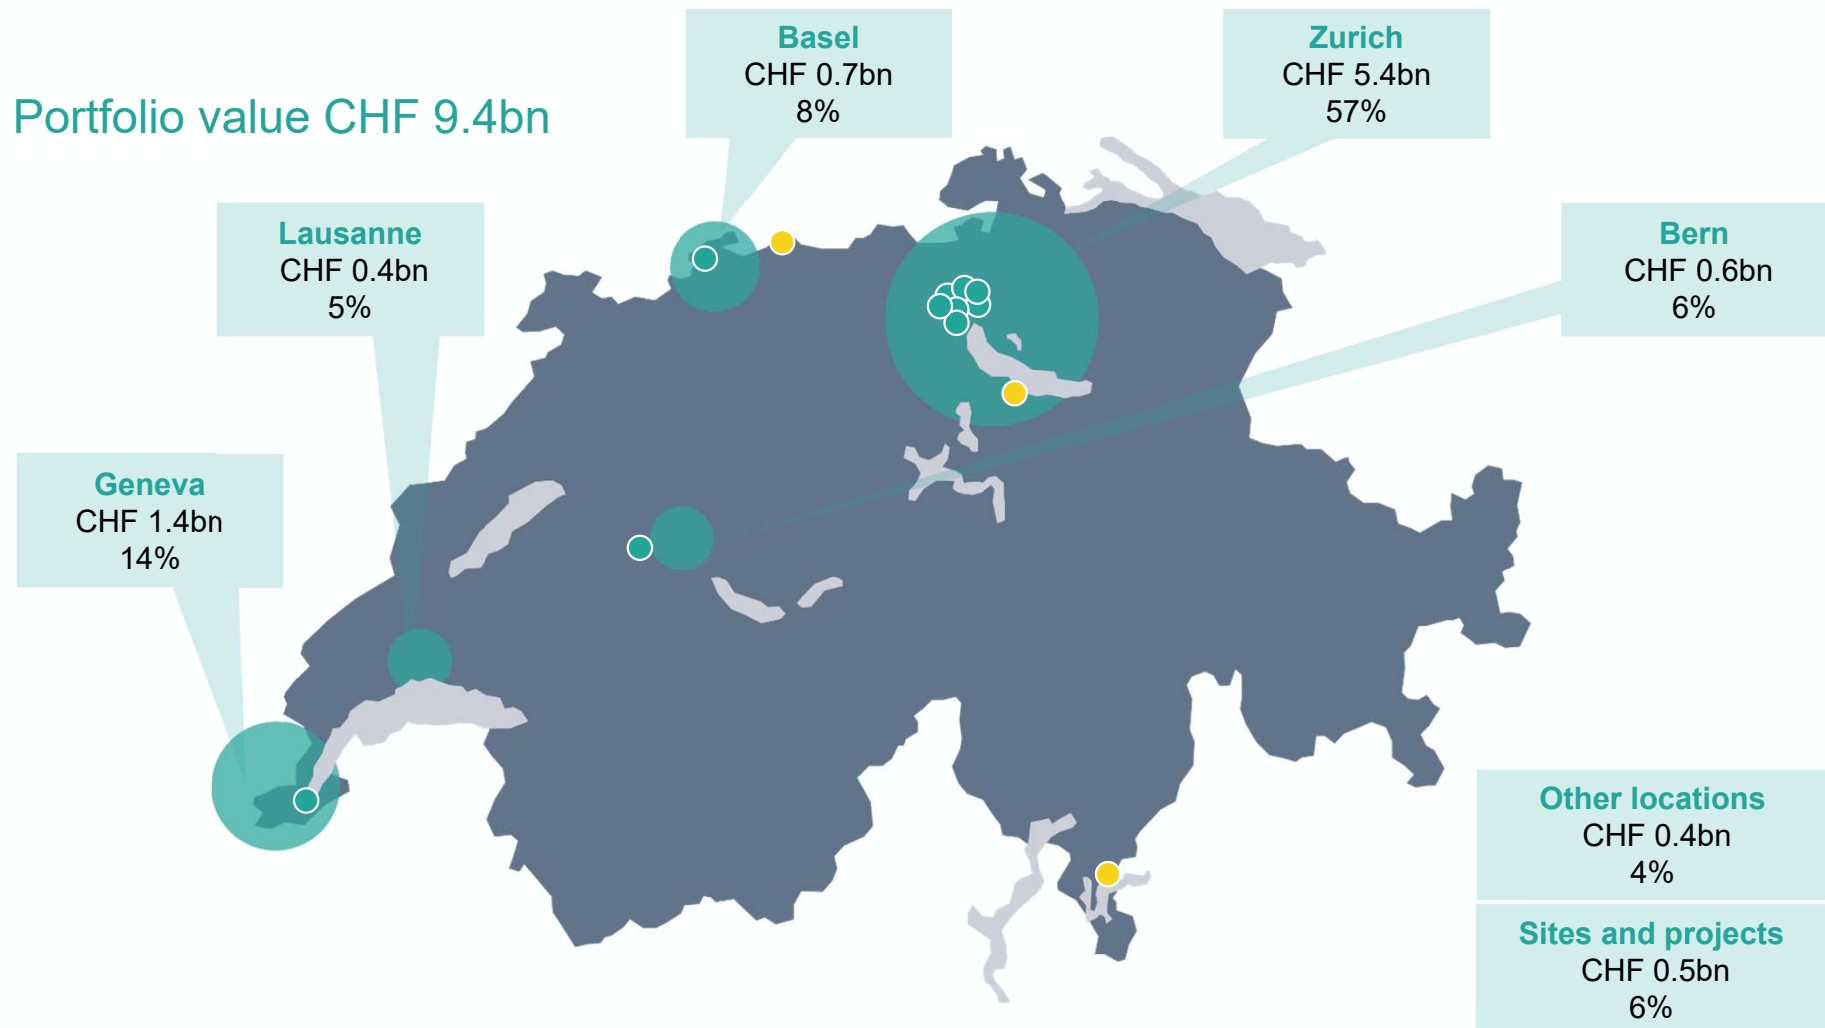 Portfolio value CHF 9.4bn
Basel
CHF 0.7bn
8%
Zurich
CHF 5.4bn
57%
Lausanne
CHF 0.4bn
5%
Bern
CHF 0.6bn
6%
Geneva
CHF 1.4bn
14%
Other locations
CHF 0.4bn
4%
Sites and projects
CHF 0.5bn
6%